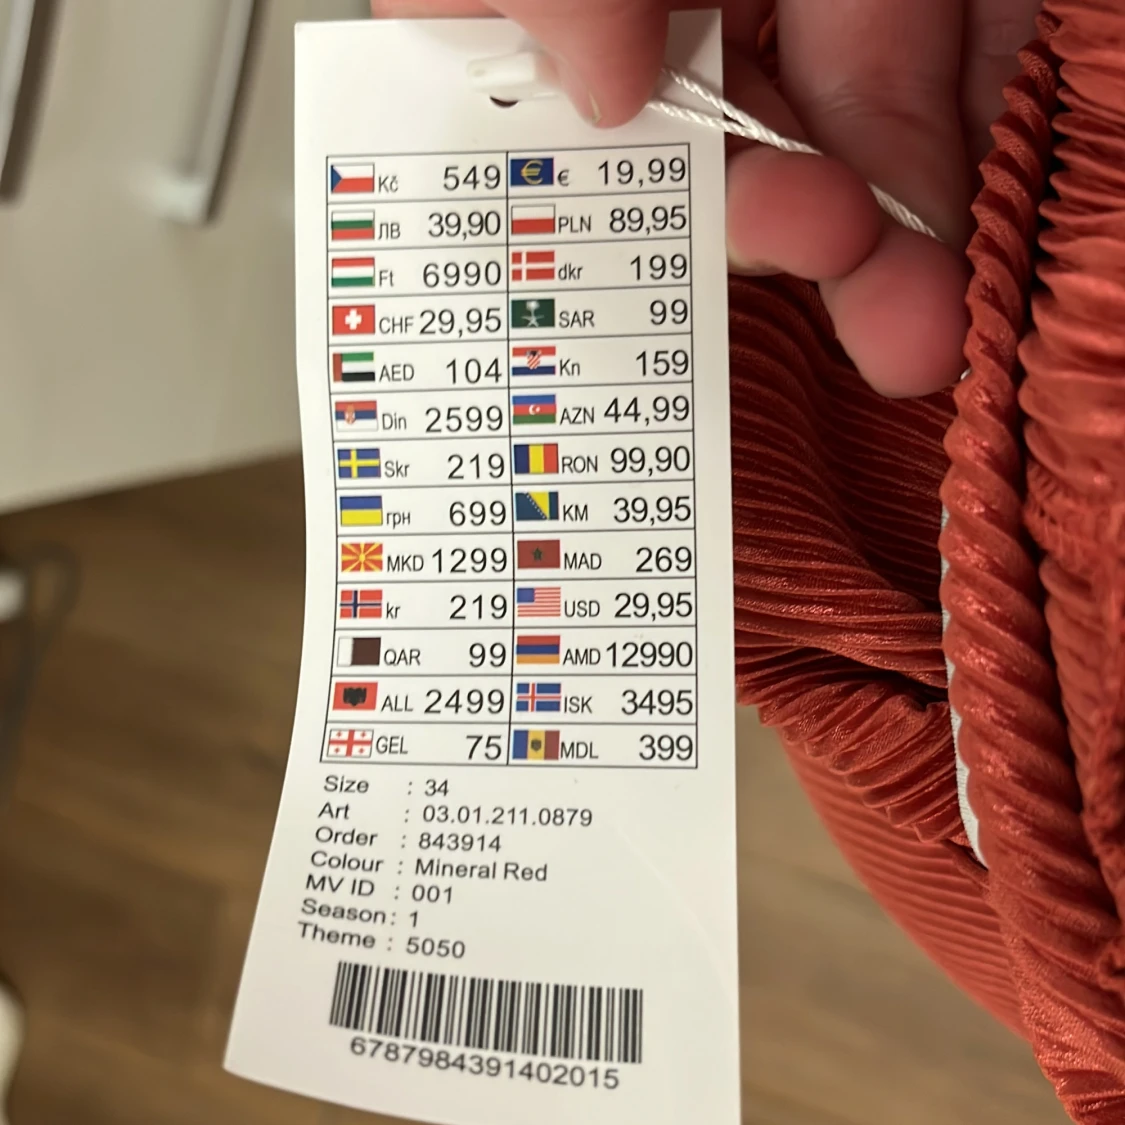 Kč 549 € 19,99
ЛВ 39,90 PLN 89,95
Ft 6990 dkr 199
CHF 29,95 SAR 99
AED 104 Kn 159
Din 2599 AZN 44,99
Skr 219 RON 99,90
грн 699 KM 39,95
MKD 1299 MAD 269
kr 219 USD 29,95
QAR 99 AMD 12990
ALL 2499 ISK 3495
GEL 75 MDL 399
Size : 34
Art : 03.01.211.0879
Order : 843914
Colour : Mineral Red
MV ID : 001
Season : 1
Theme : 5050
6787984391402015